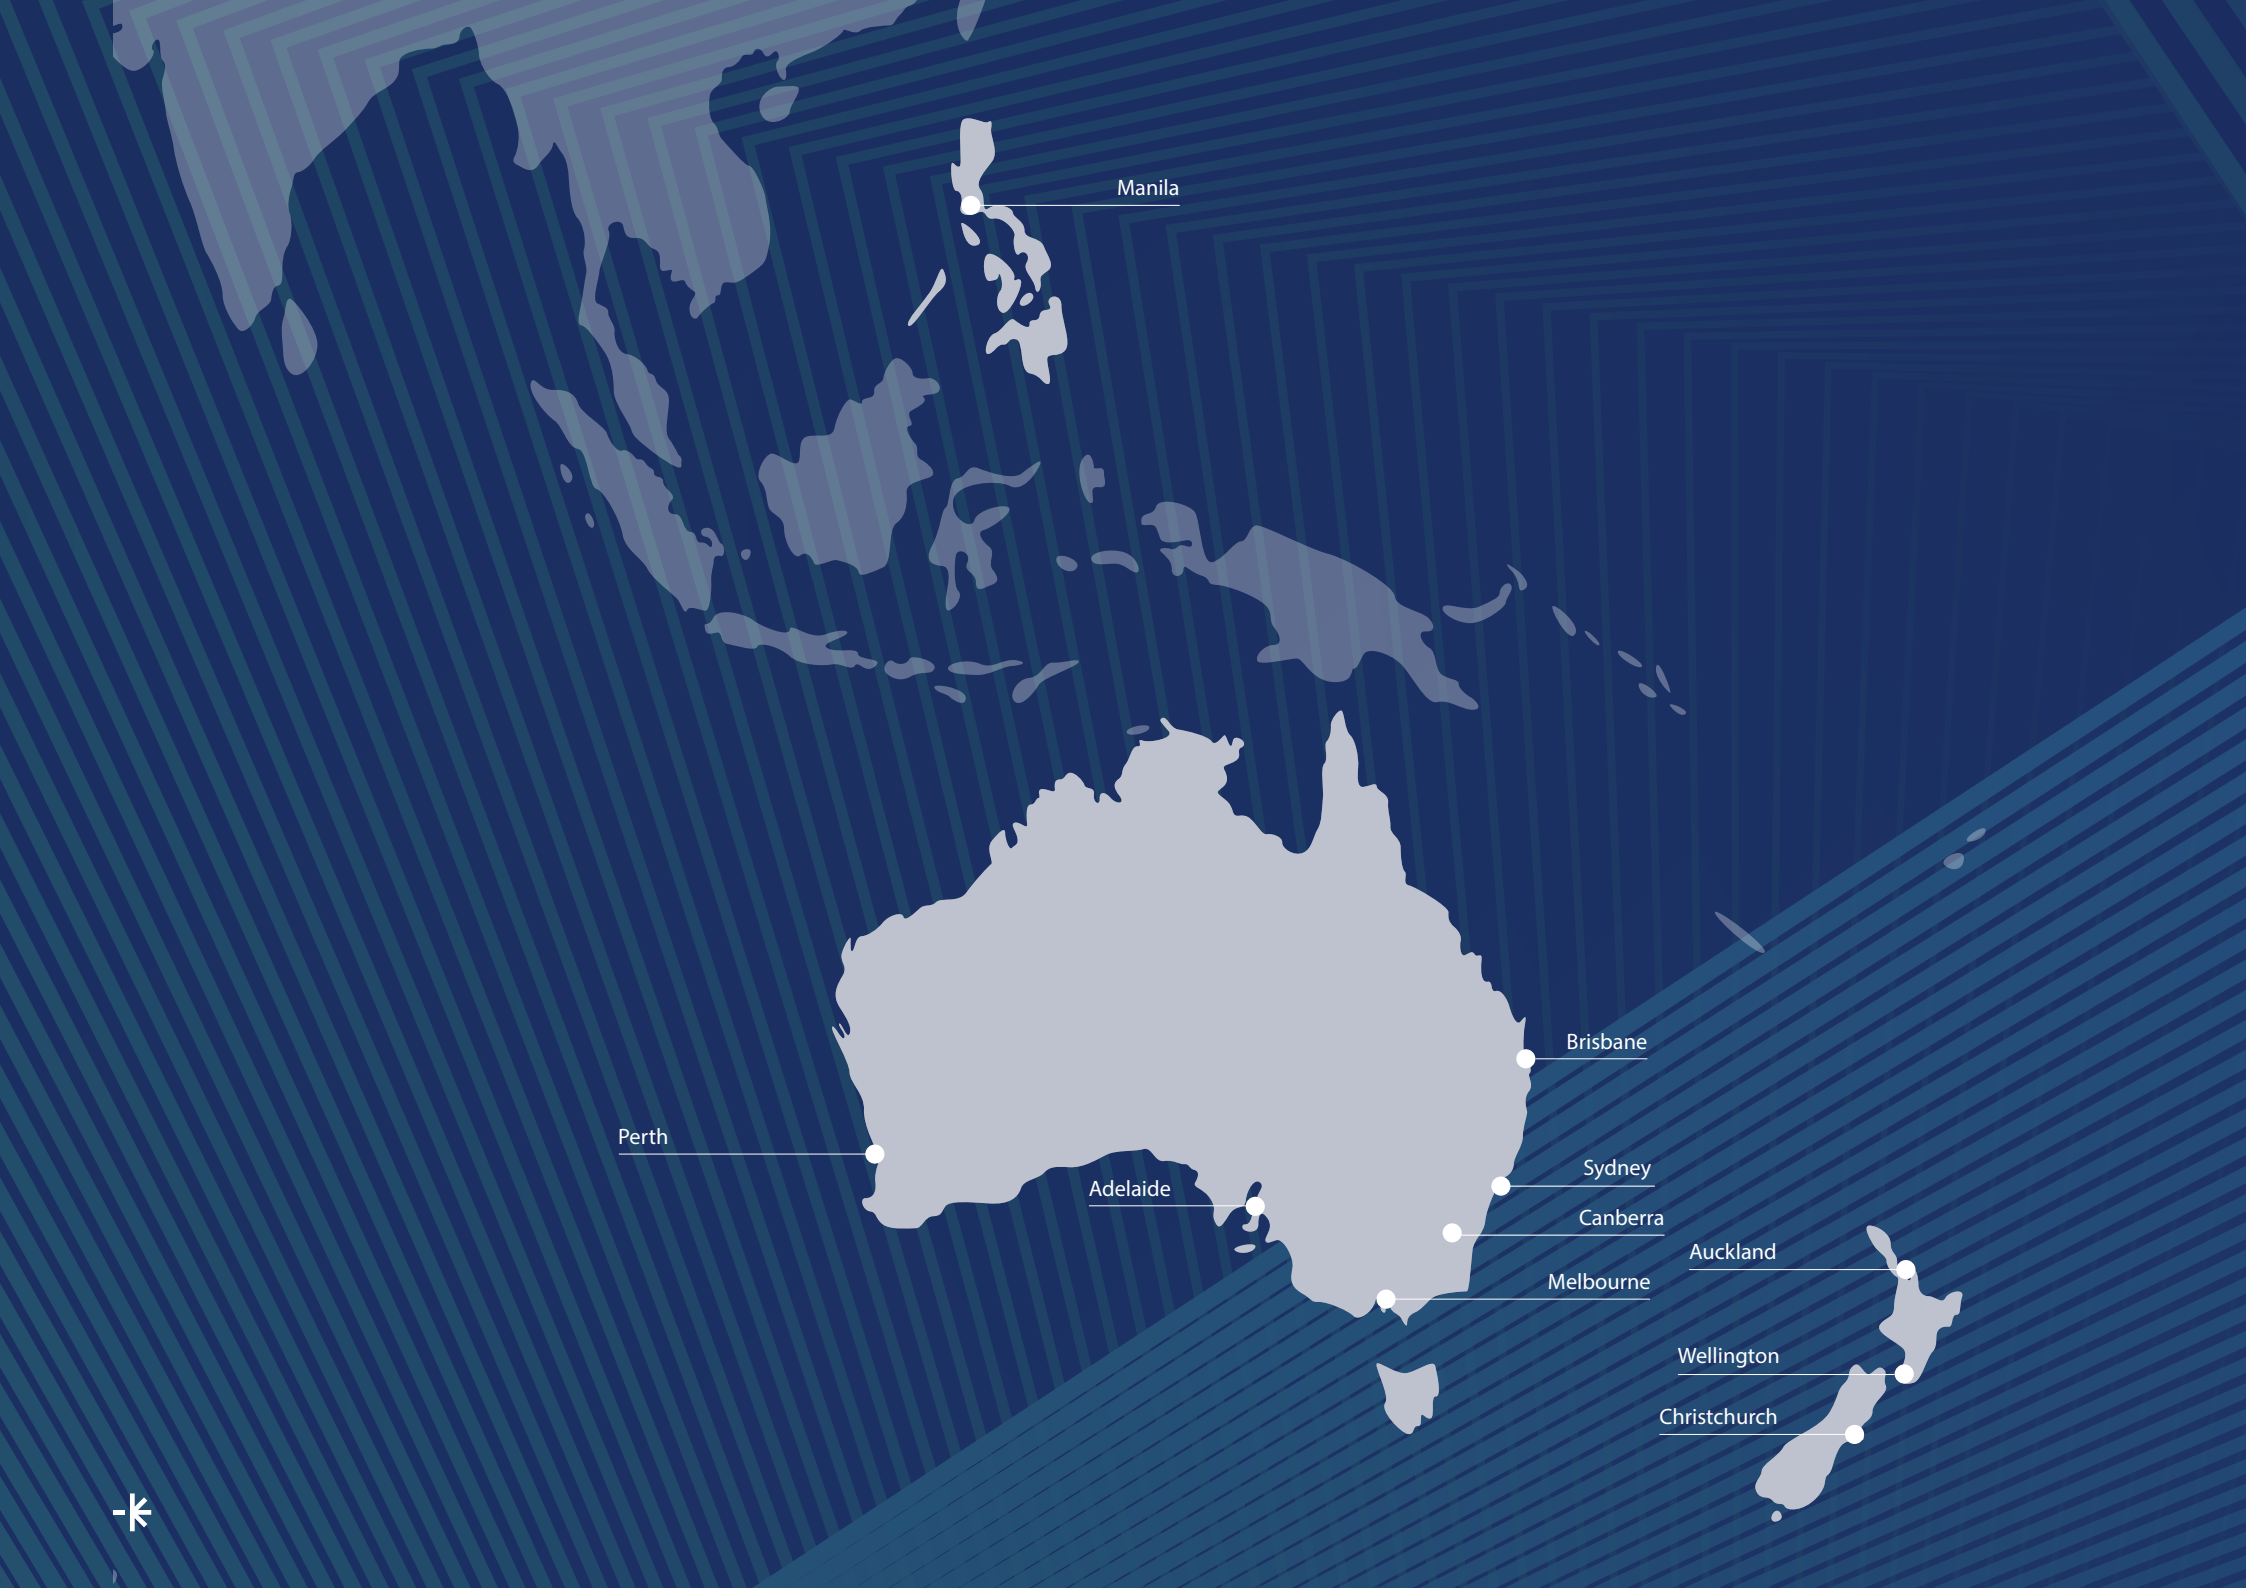 Manila
Brisbane
Perth
Sydney
Adelaide
Canberra
Auckland
Melbourne
Wellington
Christchurch